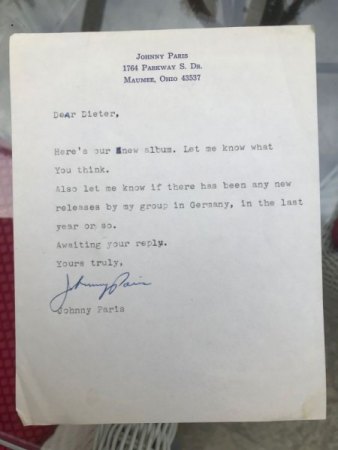 JOHNNY PARIS
1764 PARKWAY S. DR.
MAUMEE, OHIO 43537
Dear Dieter,
Here's our new album. Let me know what
You think.
Also let me know if there has been any new
releases by my group in Germany, in the last
year or so.
Awaiting your reply.
Yours truly,
Johnny Paris
Johnny Paris